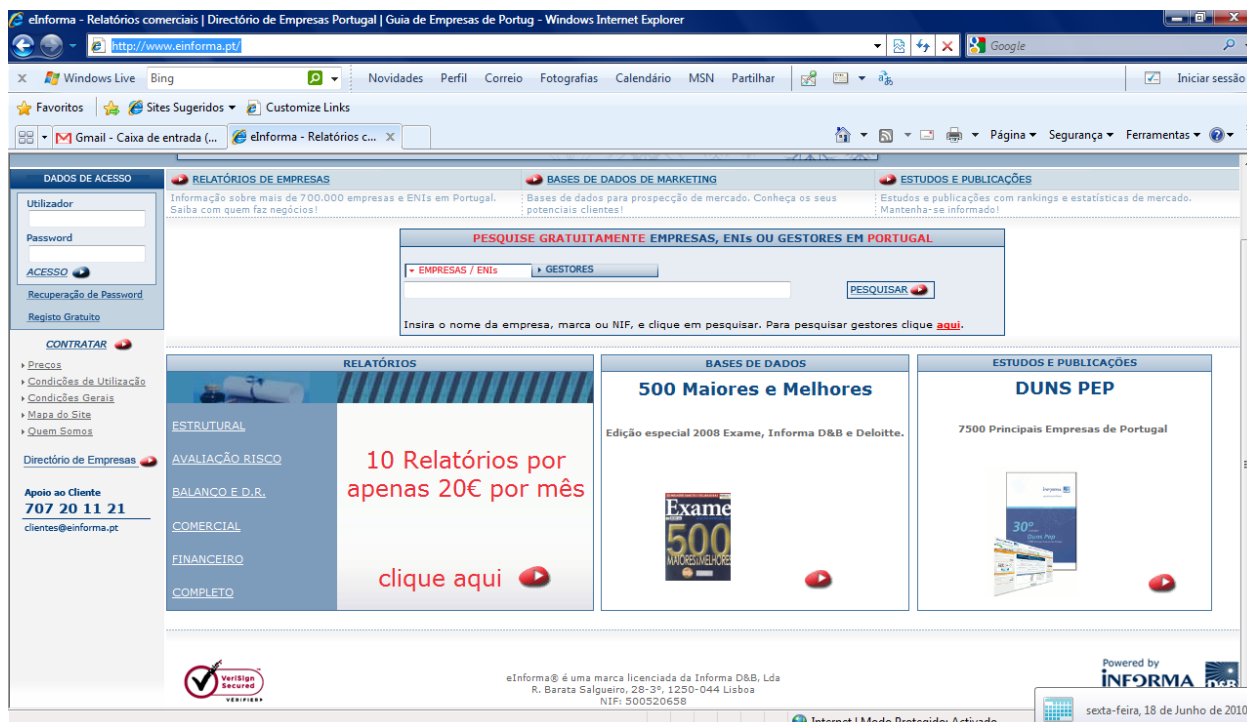 eInforma - Relatórios comerciais | Directório de Empresas Portugal | Guia de Empresas de Portug - Windows Internet Explorer
http://www.einforma.pt/
Google
Windows Live Bing Novidades Perfil Correio Fotografias Calendário MSN Partilhar Iniciar sessão
Favoritos Sites Sugeridos Customize Links
Gmail - Caixa de entrada (... eInforma - Relatórios c... X Página Segurança Ferramentas
DADOS DE ACESSO
Utilizador
Password
ACESSO
Recuperação de Password
Registo Gratuito
CONTRATAR
Preços
Condições de Utilização
Condições Gerais
Mapa do Site
Quem Somos
Directório de Empresas
Apoio ao Cliente
707 20 11 21
clientes@einforma.pt
RELATÓRIOS DE EMPRESAS
Informação sobre mais de 700.000 empresas e ENIs em Portugal.
Saiba com quem faz negócios!
BASES DE DADOS DE MARKETING
Bases de dados para prospecção de mercado. Conheça os seus
potenciais clientes!
ESTUDOS E PUBLICAÇÕES
Estudos e publicações com rankings e estatísticas de mercado.
Mantenha-se informado!
PESQUISE GRATUITAMENTE EMPRESAS, ENIs OU GESTORES EM PORTUGAL
EMPRESAS / ENIs GESTORES
PESQUISAR
Insira o nome da empresa, marca ou NIF, e clique em pesquisar. Para pesquisar gestores clique aqui.
RELATÓRIOS
ESTRUTURAL
AVALIAÇÃO RISCO
BALANCO E D.R.
COMERCIAL
FINANCEIRO
COMPLETO
10 Relatórios por
apenas 20€ por mês
clique aqui
BASES DE DADOS
500 Maiores e Melhores
Edição especial 2008 Exame, Informa D&B e Deloitte.
Exame
500
MAIORES&MELHORES
ESTUDOS E PUBLICAÇÕES
DUNS PEP
7500 Principais Empresas de Portugal
30º
Duns Pep
VeriSign
Secured
VERIFIED
eInforma® é uma marca licenciada da Informa D&B, Lda
R. Barata Salgueiro, 28-3º, 1250-044 Lisboa
NIF: 500520658
Powered by
INFORMA D&B
Internet | Modo Protegido: Activado
sexta-feira, 18 de Junho de 2010